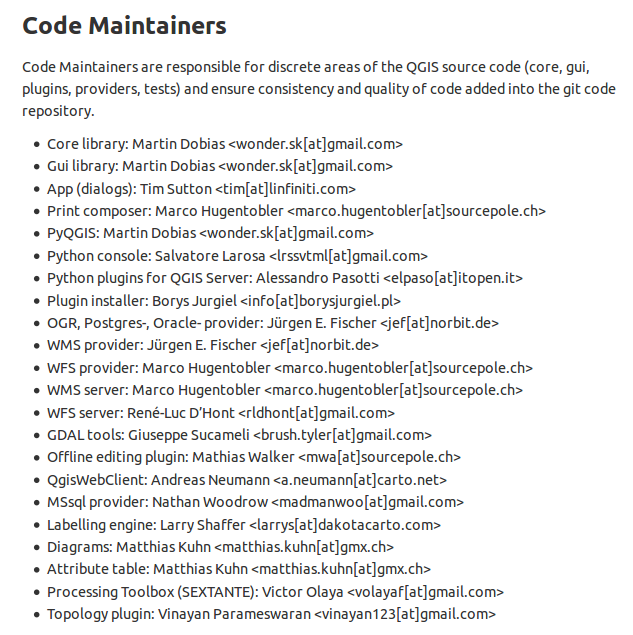 Code Maintainers
Code Maintainers are responsible for discrete areas of the QGIS source code (core, gui,
plugins, providers, tests) and ensure consistency and quality of code added into the git code
repository.
• Core library: Martin Dobias <wonder.sk[at]gmail.com>
• Gui library: Martin Dobias <wonder.sk[at]gmail.com>
• App (dialogs): Tim Sutton <tim[at]linfiniti.com>
• Print composer: Marco Hugentobler <marco.hugentobler[at]sourcepole.ch>
• PyQGIS: Martin Dobias <wonder.sk[at]gmail.com>
• Python console: Salvatore Larosa <lrssvtml[at]gmail.com>
• Python plugins for QGIS Server: Alessandro Pasotti <elpaso[at]itopen.it>
• Plugin installer: Borys Jurgiel <info[at]borysjurgiel.pl>
• OGR, Postgres-, Oracle- provider: Jürgen E. Fischer <jef[at]norbit.de>
• WMS provider: Jürgen E. Fischer <jef[at]norbit.de>
• WFS provider: Marco Hugentobler <marco.hugentobler[at]sourcepole.ch>
• WMS server: Marco Hugentobler <marco.hugentobler[at]sourcepole.ch>
• WFS server: René-Luc D’Hont <rldhont[at]gmail.com>
• GDAL tools: Giuseppe Sucameli <brush.tyler[at]gmail.com>
• Offline editing plugin: Mathias Walker <mwa[at]sourcepole.ch>
• QgisWebClient: Andreas Neumann <a.neumann[at]carto.net>
• MSsql provider: Nathan Woodrow <madmanwoo[at]gmail.com>
• Labelling engine: Larry Shaffer <larrys[at]dakotacarto.com>
• Diagrams: Matthias Kuhn <matthias.kuhn[at]gmx.ch>
• Attribute table: Matthias Kuhn <matthias.kuhn[at]gmx.ch>
• Processing Toolbox (SEXTANTE): Victor Olaya <volayaf[at]gmail.com>
• Topology plugin: Vinayan Parameswaran <vinayan123[at]gmail.com>